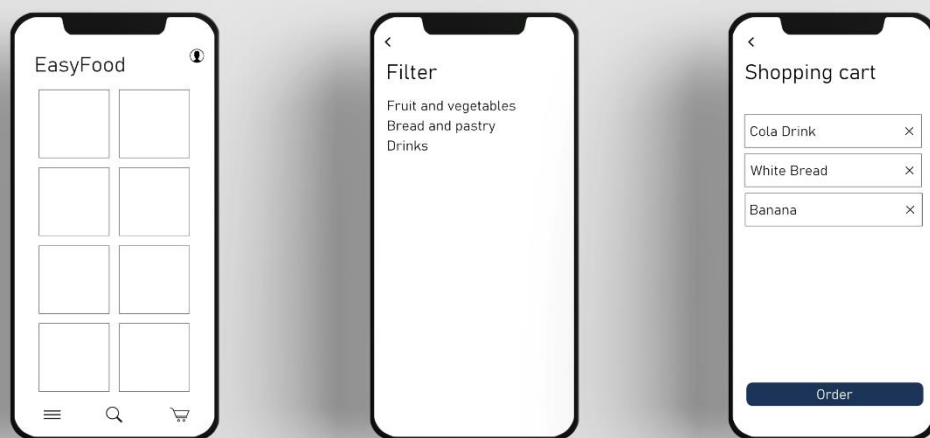 EasyFood
Filter
Fruit and vegetables
Bread and pastry
Drinks
Shopping cart
Cola Drink
White Bread
Banana
Order